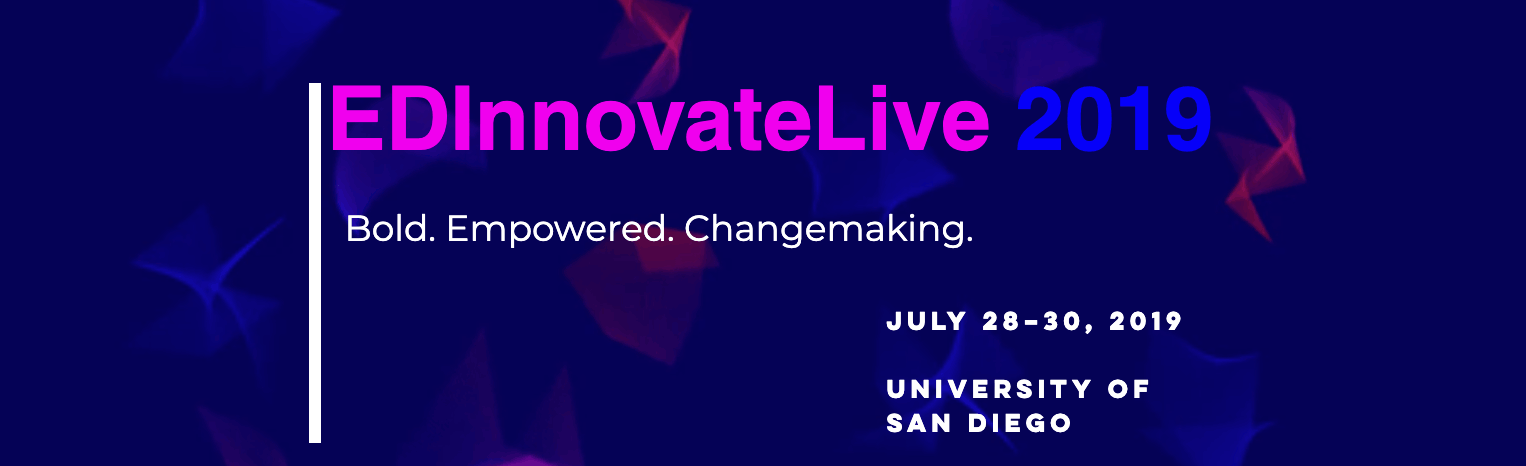 EDInnovateLive 2019
Bold. Empowered. Changemaking.
JULY 28–30, 2019
UNIVERSITY OF
SAN DIEGO